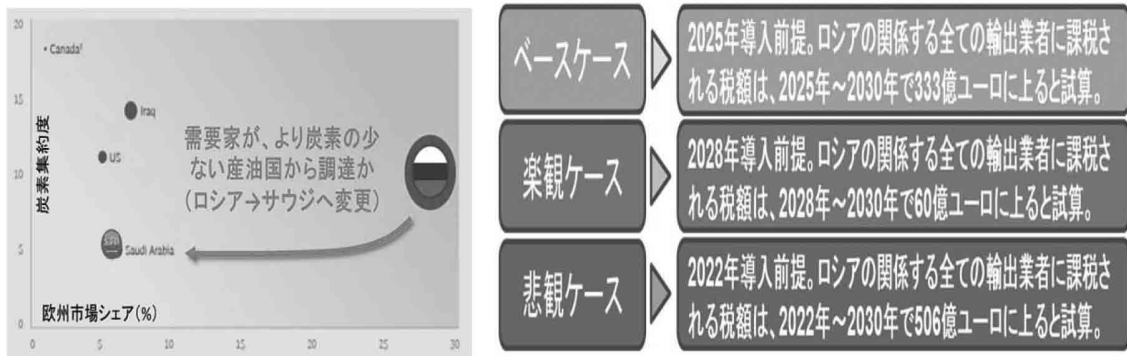 20
• Canada²
15
Iraq
炭素集約度
需要家が、より炭素の少
ない産油国から調達か
(ロシア→サウジへ変更)
US
10
Saudi Arabia
5
欧州市場シェア(%)
0
0 5 10 15 20 25 30
ベースケース
2025年導入前提。ロシアの関係する全ての輸出業者に課税さ
れる税額は、2025年～2030年で333億ユーロに上ると試算。
楽観ケース
2028年導入前提。ロシアの関係する全ての輸出業者に課税さ
れる税額は、2028年～2030年で60億ユーロに上ると試算。
悲観ケース
2022年導入前提。ロシアの関係する全ての輸出業者に課税さ
れる税額は、2022年～2030年で506億ユーロに上ると試算。